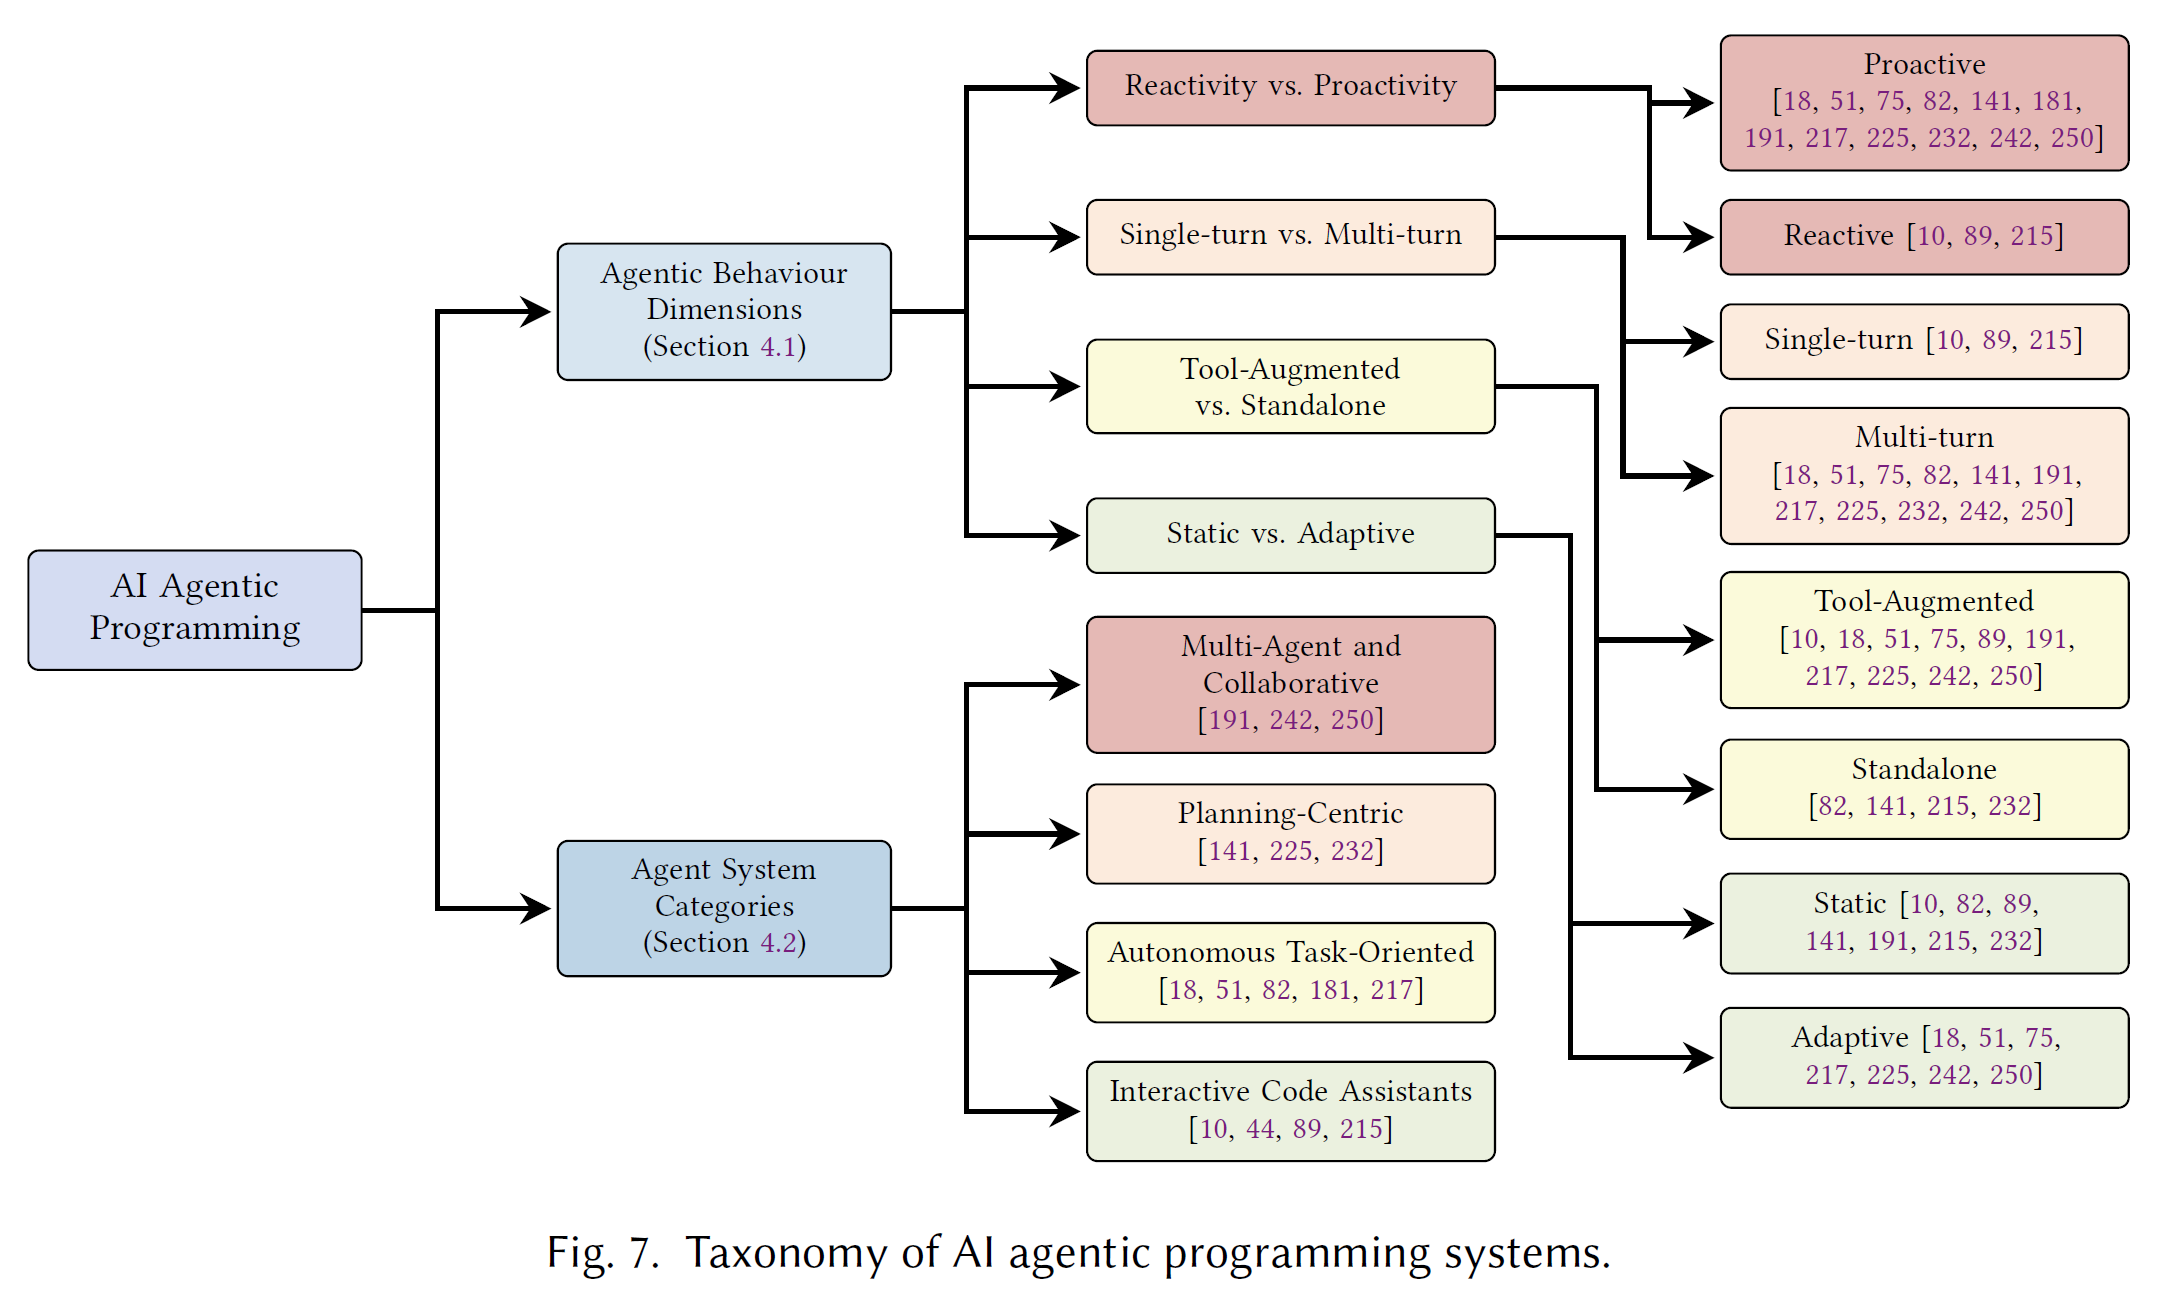 AI Agentic
Programming
Agentic Behaviour
Dimensions
(Section 4.1)
Agent System
Categories
(Section 4.2)
Reactivity vs. Proactivity
Single-turn vs. Multi-turn
Tool-Augmented
vs. Standalone
Static vs. Adaptive
Multi-Agent and
Collaborative
[191, 242, 250]
Planning-Centric
[141, 225, 232]
Autonomous Task-Oriented
[18, 51, 82, 181, 217]
Interactive Code Assistants
[10, 44, 89, 215]
Proactive
[18, 51, 75, 82, 141, 181,
191, 217, 225, 232, 242, 250]
Reactive [10, 89, 215]
Single-turn [10, 89, 215]
Multi-turn
[18, 51, 75, 82, 141, 191,
217, 225, 232, 242, 250]
Tool-Augmented
[10, 18, 51, 75, 89, 191,
217, 225, 242, 250]
Standalone
[82, 141, 215, 232]
Static [10, 82, 89,
141, 191, 215, 232]
Adaptive [18, 51, 75,
217, 225, 242, 250]
Fig. 7. Taxonomy of AI agentic programming systems.